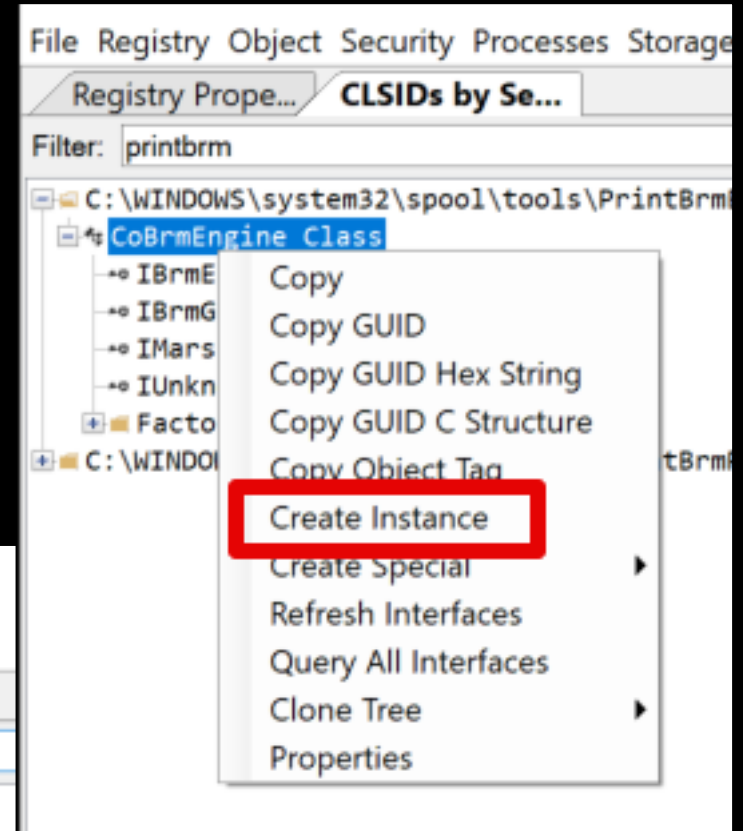 File Registry Object Security Processes Storage
Registry Prope... CLSIDs by Se...
Filter: printbrm
C:\WINDOWS\system32\spool\tools\PrintBrm
CoBrmEngine Class
IBrmE
IBrmG
IMars
IUnkn
Facto
C:\WINDO tBrm
Copy
Copy GUID
Copy GUID Hex String
Copy GUID C Structure
Copy Object Tag
Create Instance
Create Special
Refresh Interfaces
Query All Interfaces
Clone Tree
Properties